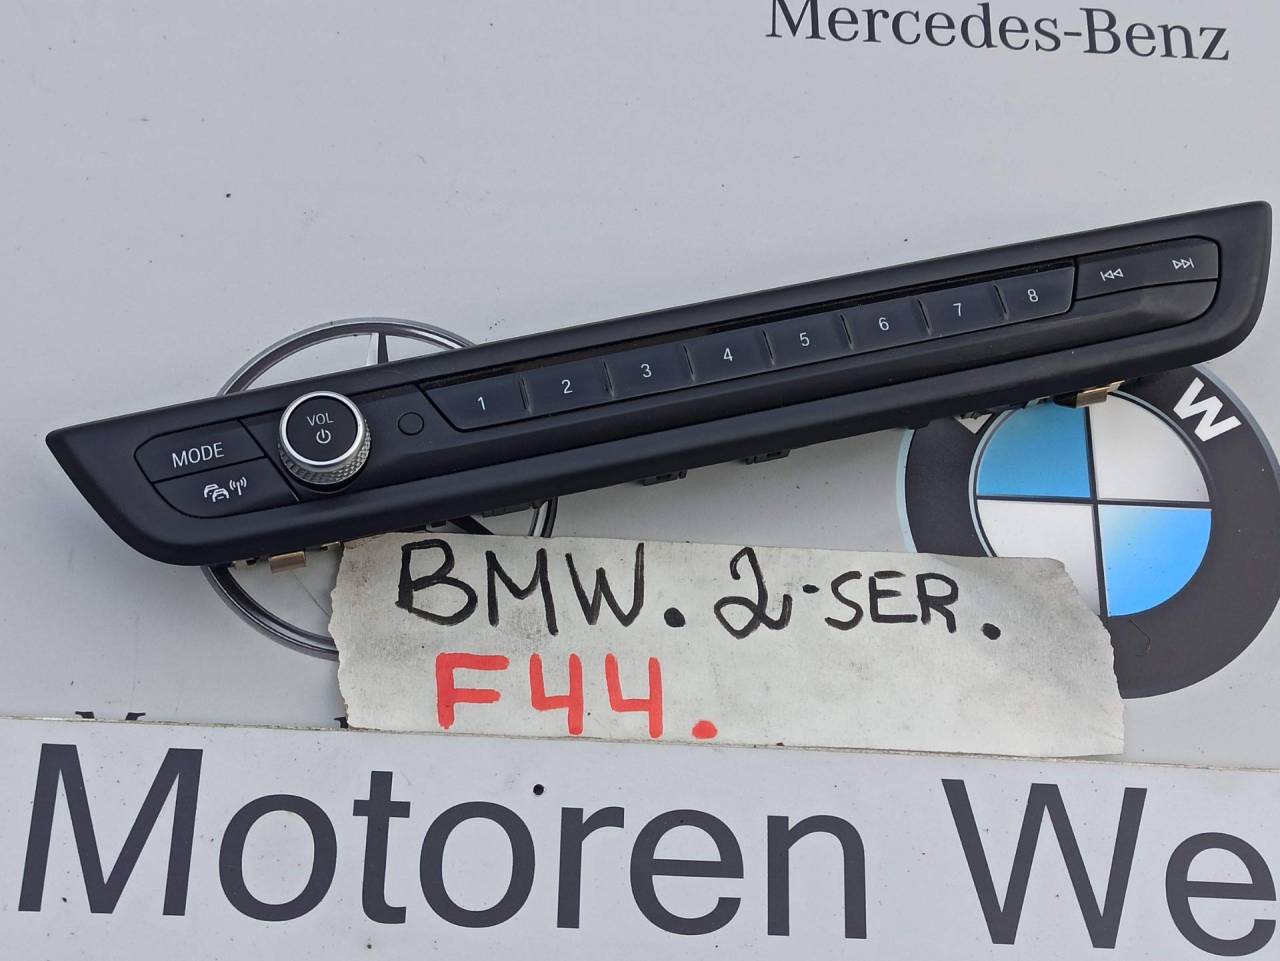 Mercedes-Benz
1 2 3 4 5 6 7 8
VOL
MODE
W
BMW. 2-SER.
F44.
Motoren We